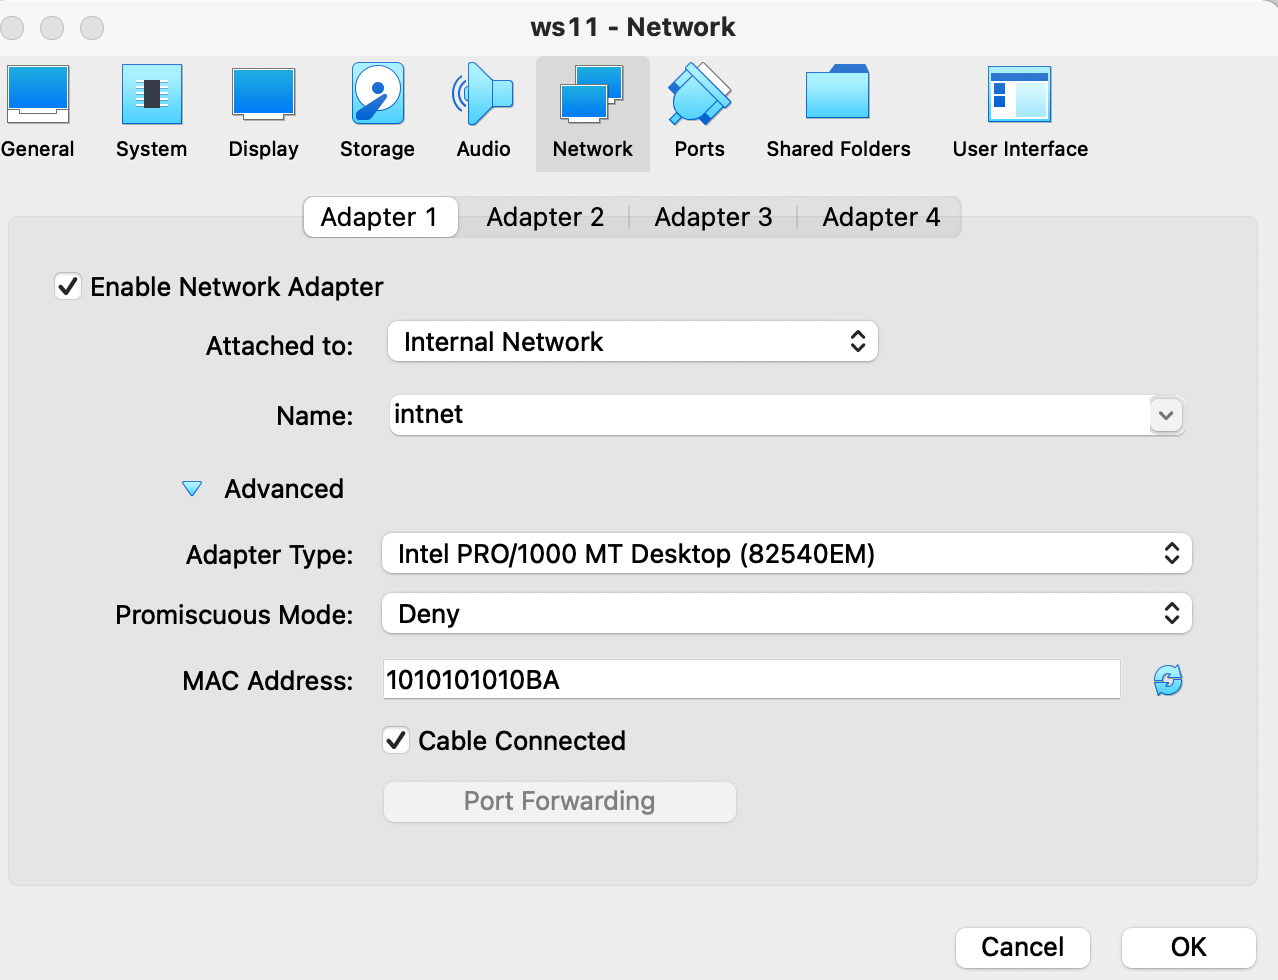 ws11 - Network
General System Display Storage Audio Network Ports Shared Folders User Interface
Adapter 1 Adapter 2 Adapter 3 Adapter 4
Enable Network Adapter
Attached to: Internal Network
Name: intnet
Advanced
Adapter Type: Intel PRO/1000 MT Desktop (82540EM)
Promiscuous Mode: Deny
MAC Address: 1010101010BA
Cable Connected
Port Forwarding
Cancel OK